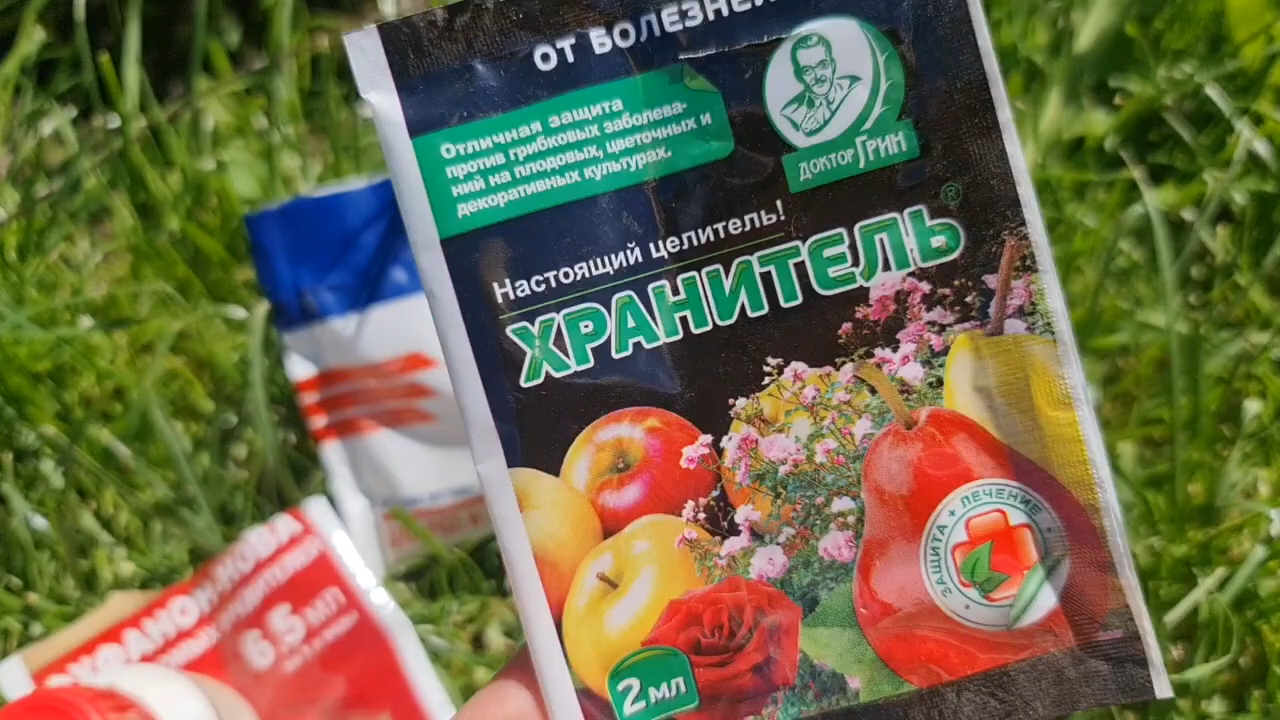 ОТ БОЛЕЗНЕЙ
Отличная защита
против грибковых заболева-
ний на плодовых, цветочных и
декоративных культурах.
ДОКТОР ГРИН
®
Настоящий целитель!
ХРАНИТЕЛЬ
ЗАЩИТА + ЛЕЧЕНИЕ
2 мл
6,5 мл